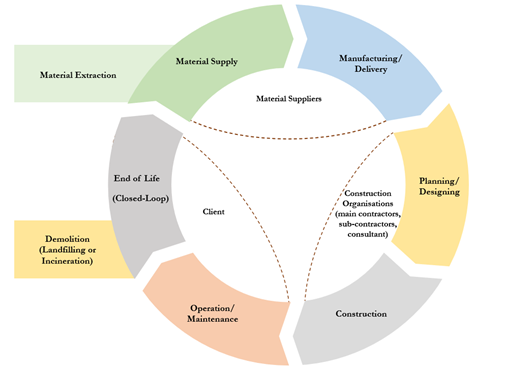 Material Extraction
Material Supply
Manufacturing/
Delivery
Material Suppliers
Planning/
Designing
Construction
Organisations
(main contractors,
sub-contractors,
consultant)
End of Life
(Closed-Loop)
Client
Demolition
(Landfilling or
Incineration)
Operation/
Maintenance
Construction